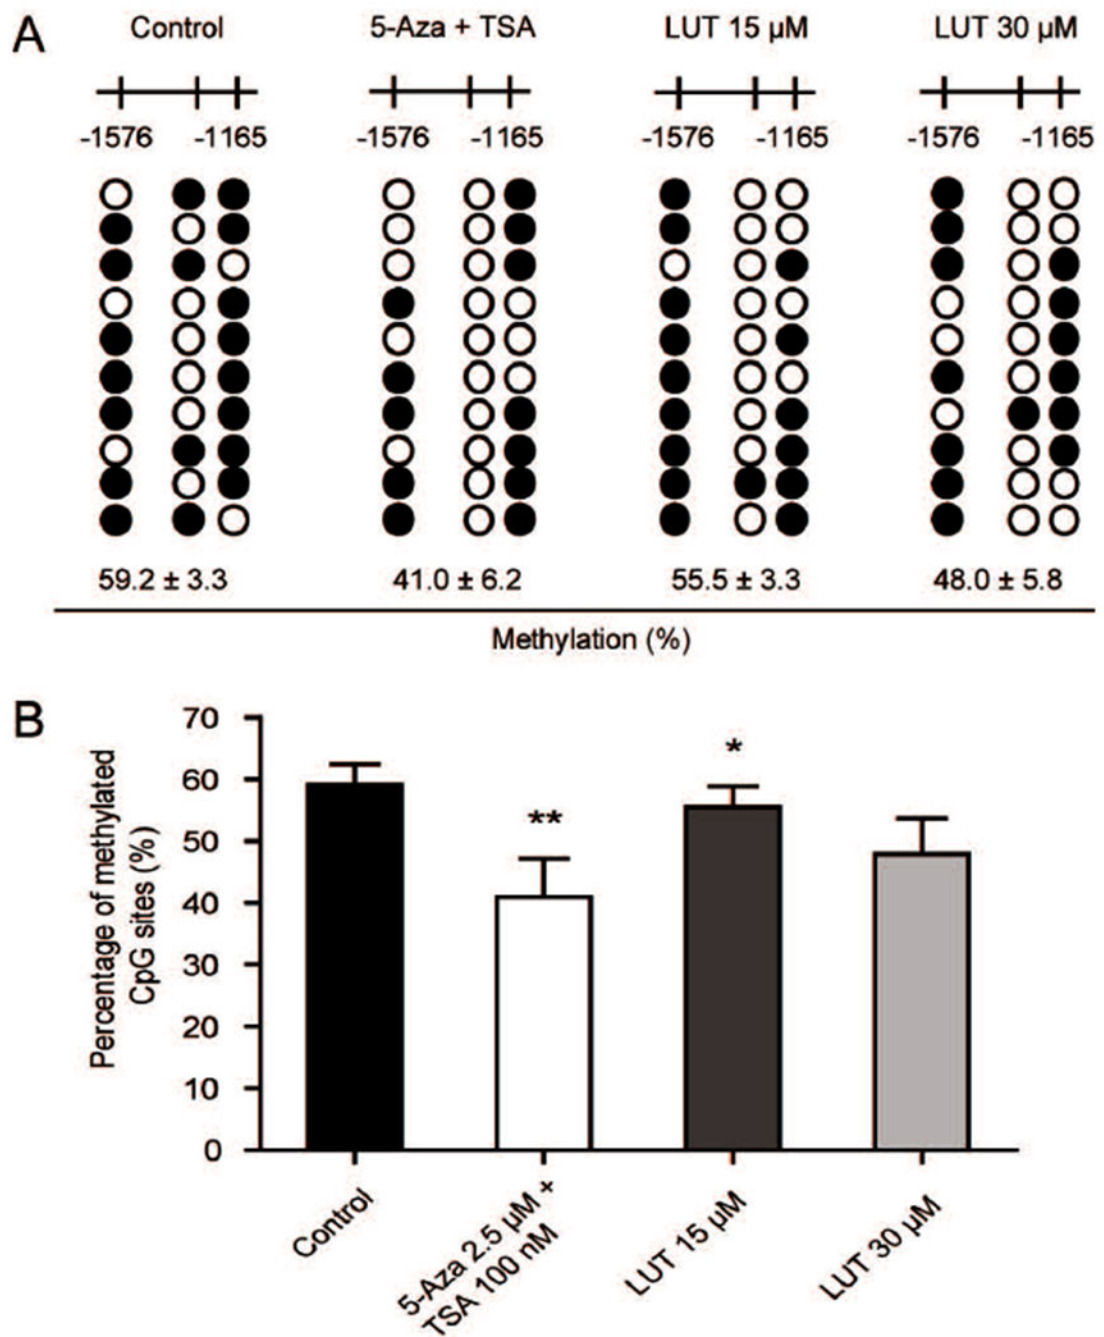 A
Control 5-Aza + TSA LUT 15 µM LUT 30 µM
-1576 -1165 -1576 -1165 -1576 -1165 -1576 -1165
59.2 ± 3.3 41.0 ± 6.2 55.5 ± 3.3 48.0 ± 5.8
Methylation (%)
B
Percentage of methylated
CpG sites (%)
70
60
50
40
30
20
10
0
**
*
Control
5-Aza 2.5 µM +
TSA 100 nM
LUT 15 µM
LUT 30 µM